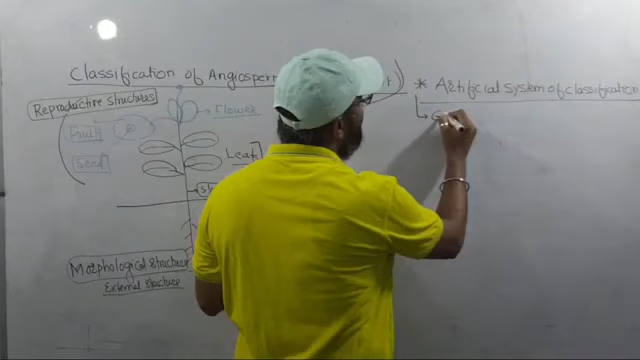 Classification of Angiosperm
Reproductive structures
Flower
Fruit
Seed
Leaf
Morphological structure
External structure
* Artificial System of classification